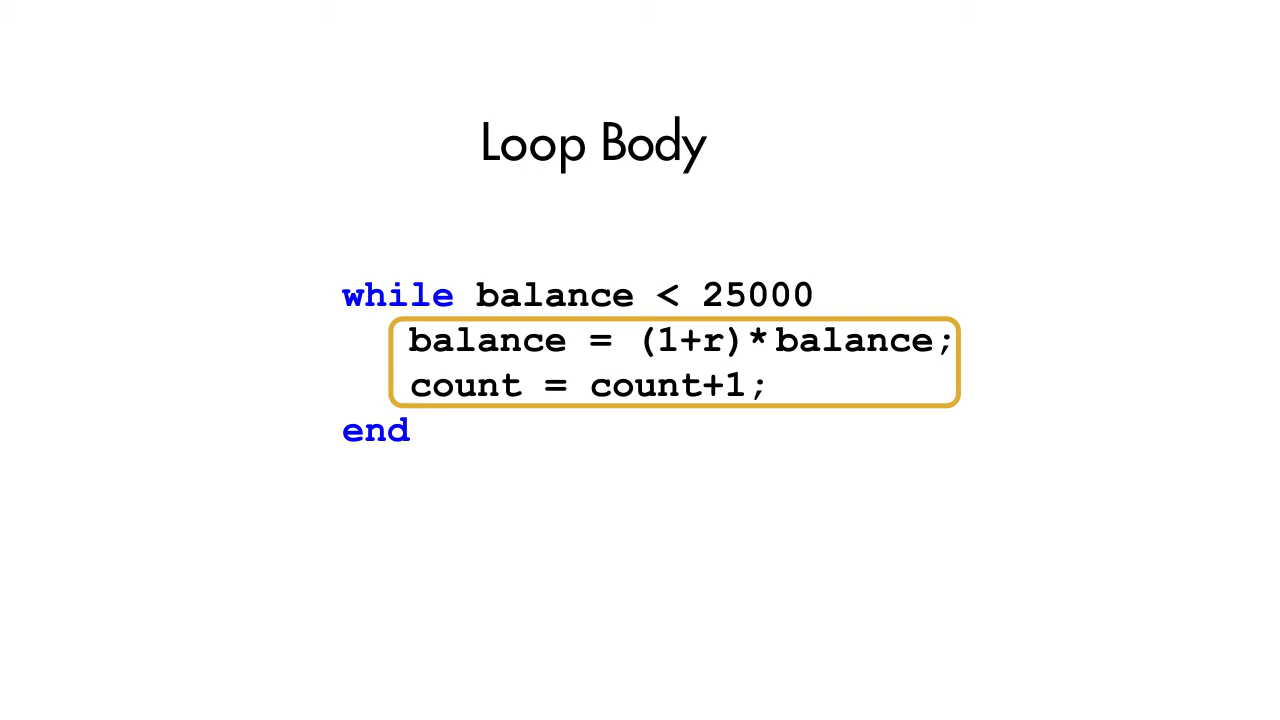 Loop Body
while balance < 25000
balance = (1+r)*balance;
count = count+1;
end